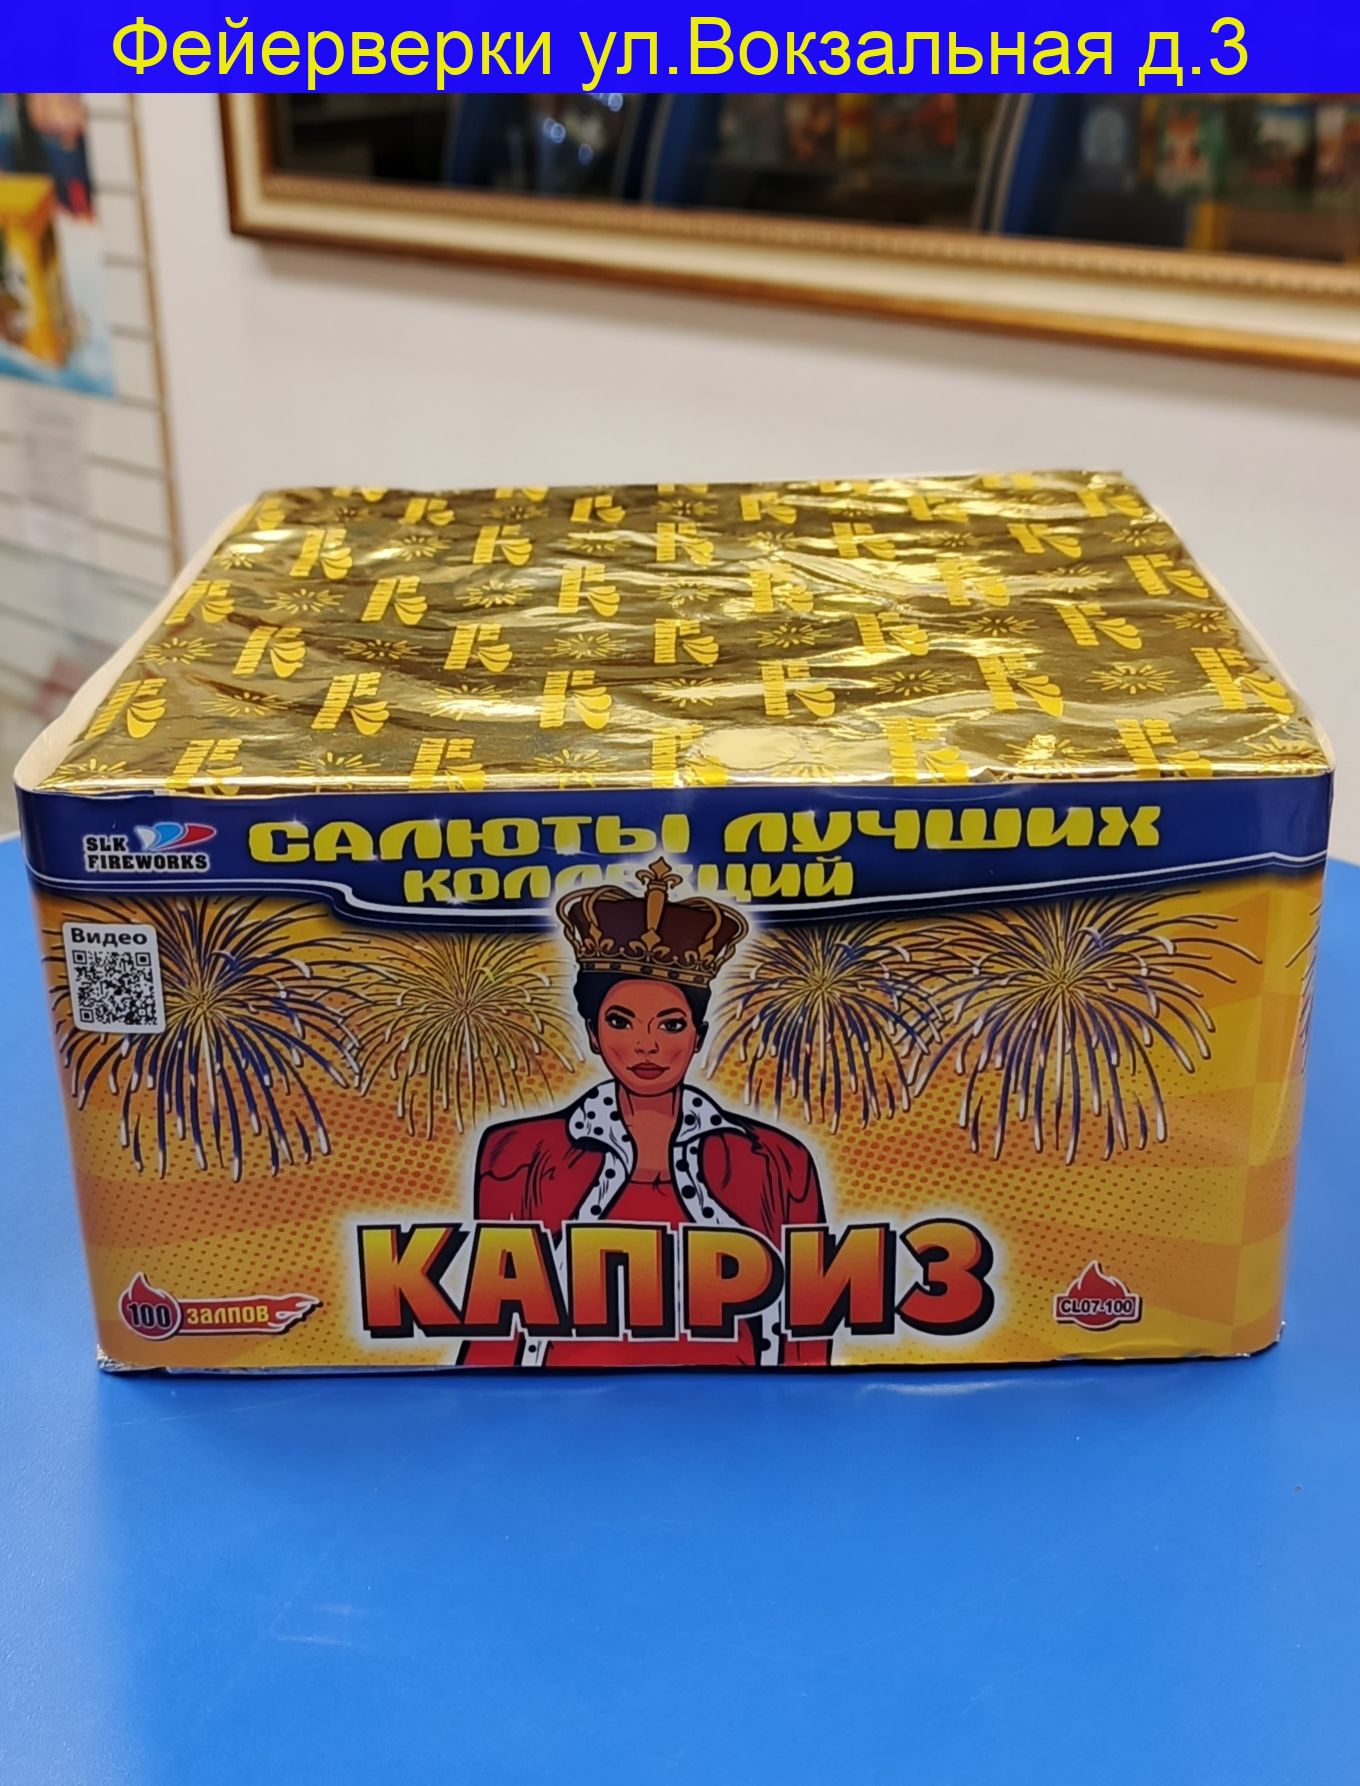 Фейерверки ул.Вокзальная д.3
SLK
FIREWORKS
САЛЮТЫ ЛУЧШИХ
КОЛЛЕКЦИЙ
Видео
КАПРИЗ
100 ЗАЛПОВ
CL07-100